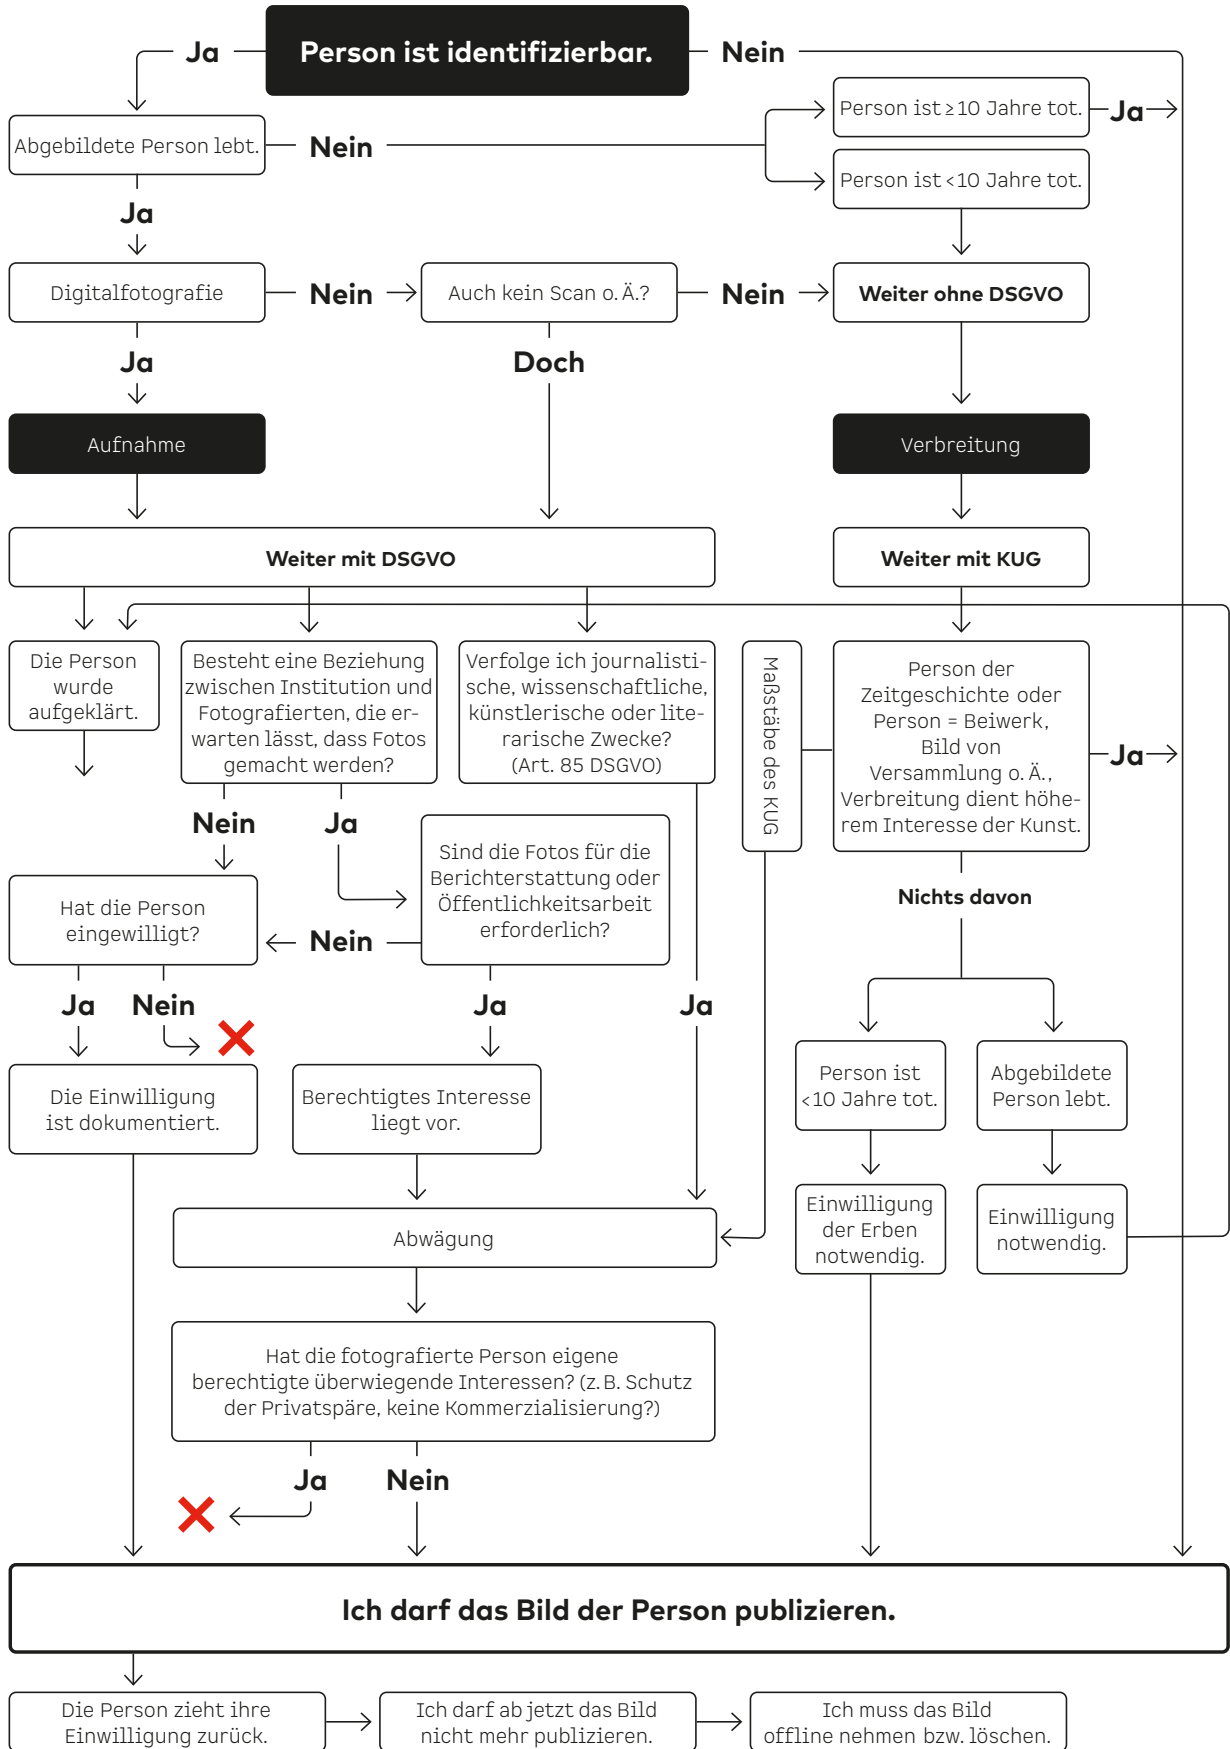 Ja
Person ist identifizierbar.
Nein
Person ist ≥10 Jahre tot.
Ja
Abgebildete Person lebt.
Nein
Person ist <10 Jahre tot.
Ja
Digitalfotografie
Nein
Auch kein Scan o. Ä.?
Nein
Weiter ohne DSGVO
Ja
Doch
Aufnahme
Verbreitung
Weiter mit DSGVO
Weiter mit KUG
Die Person
wurde
aufgeklärt.
Besteht eine Beziehung
zwischen Institution und
Fotografierten, die er-
warten lässt, dass Fotos
gemacht werden?
Verfolge ich journalisti-
sche, wissenschaftliche,
künstlerische oder lite-
rarische Zwecke?
(Art. 85 DSGVO)
Maßstäbe des KUG
Person der
Zeitgeschichte oder
Person = Beiwerk,
Bild von
Versammlung o. Ä.,
Verbreitung dient höhe-
rem Interesse der Kunst.
Ja
Nein
Ja
Sind die Fotos für die
Berichterstattung oder
Öffentlichkeitsarbeit
erforderlich?
Nichts davon
Hat die Person
eingewilligt?
Nein
Ja
Nein
Ja
Ja
Die Einwilligung
ist dokumentiert.
Berechtigtes Interesse
liegt vor.
Person ist
<10 Jahre tot.
Abgebildete
Person lebt.
Abwägung
Einwilligung
der Erben
notwendig.
Einwilligung
notwendig.
Hat die fotografierte Person eigene
berechtigte überwiegende Interessen? (z. B. Schutz
der Privatspäre, keine Kommerzialisierung?)
Ja
Nein
Ich darf das Bild der Person publizieren.
Die Person zieht ihre
Einwilligung zurück.
Ich darf ab jetzt das Bild
nicht mehr publizieren.
Ich muss das Bild
offline nehmen bzw. löschen.